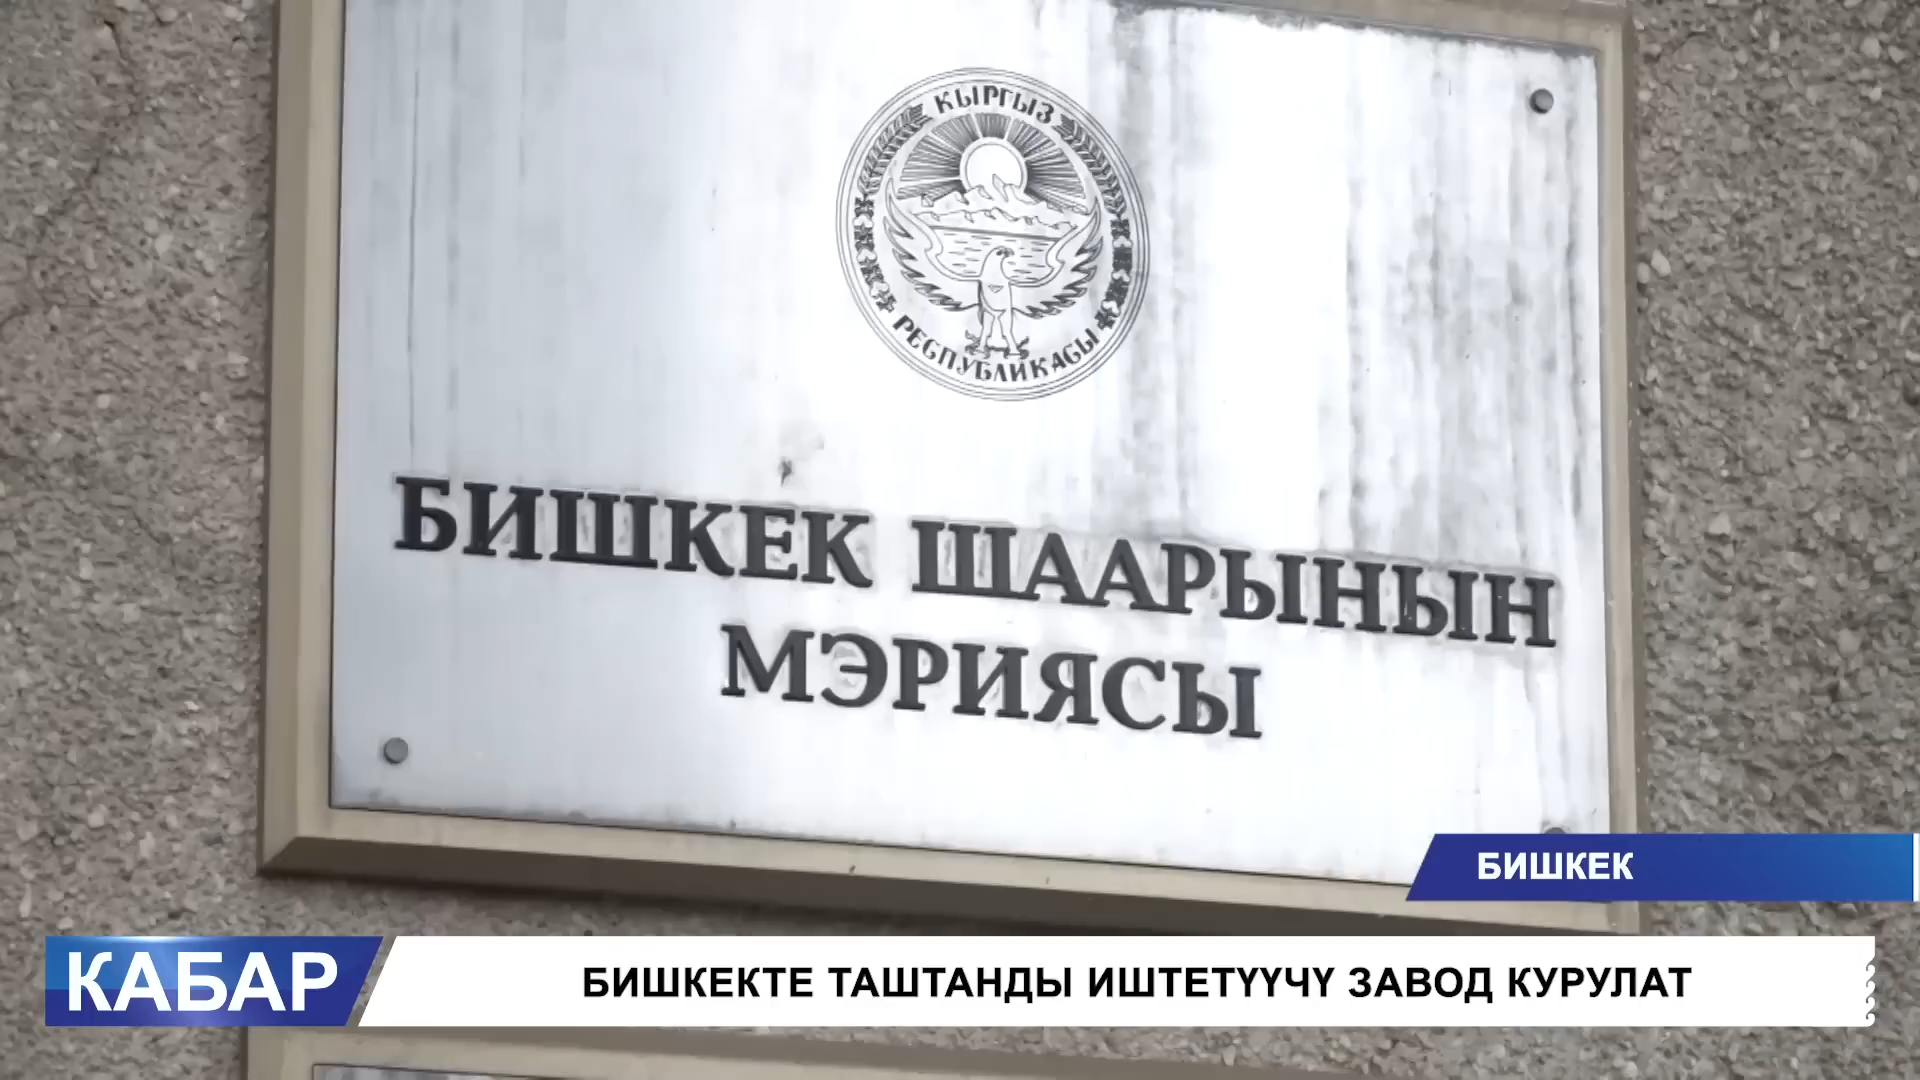 КЫРГЫЗ
РЕСПУБЛИКАСЫ
БИШКЕК ШААРЫНЫН
МЭРИЯСЫ
БИШКЕК
КАБАР
БИШКЕКТЕ ТАШТАНДЫ ИШТЕТҮҮЧҮ ЗАВОД КУРУЛАТ